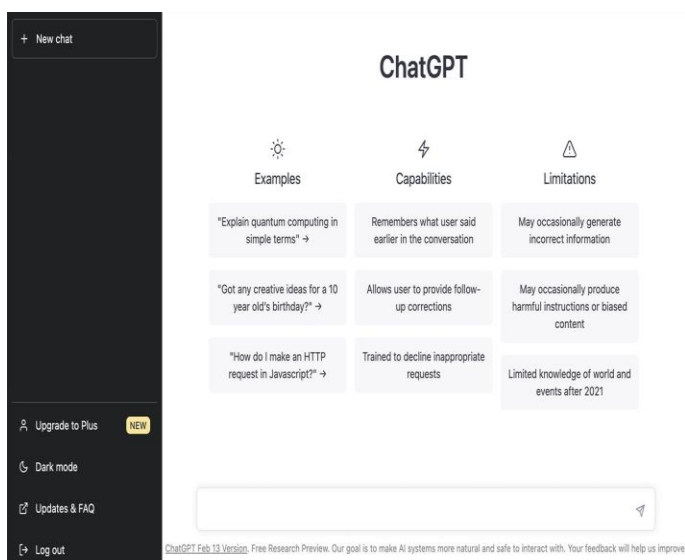 + New chat
ChatGPT
Examples
"Explain quantum computing in
simple terms" →
"Got any creative ideas for a 10
year old's birthday?" →
"How do I make an HTTP
request in Javascript?" →
Capabilities
Remembers what user said
earlier in the conversation
Allows user to provide follow-
up corrections
Trained to decline inappropriate
requests
Limitations
May occasionally generate
incorrect information
May occasionally produce
harmful instructions or biased
content
Limited knowledge of world and
events after 2021
Upgrade to Plus NEW
Dark mode
Updates & FAQ
Log out
ChatGPT Feb 13 Version. Free Research Preview. Our goal is to make AI systems more natural and safe to interact with. Your feedback will help us improve